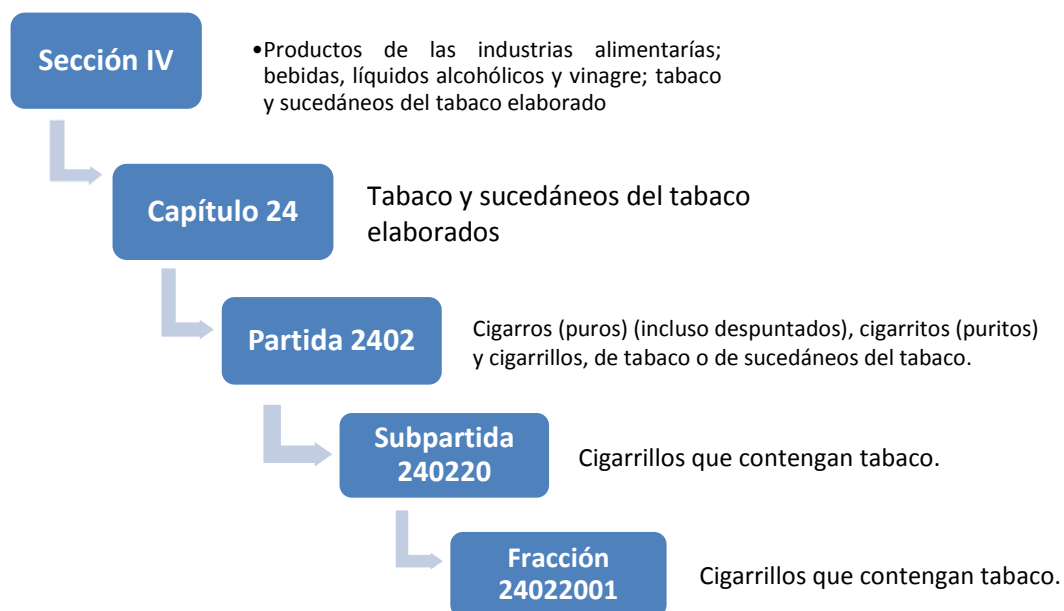 Sección IV
•Productos de las industrias alimentarías;
bebidas, líquidos alcohólicos y vinagre; tabaco
y sucedáneos del tabaco elaborado
Capítulo 24
Tabaco y sucedáneos del tabaco
elaborados
Partida 2402
Cigarros (puros) (incluso despuntados), cigarritos (puritos)
y cigarrillos, de tabaco o de sucedáneos del tabaco.
Subpartida
240220
Cigarrillos que contengan tabaco.
Fracción
24022001
Cigarrillos que contengan tabaco.